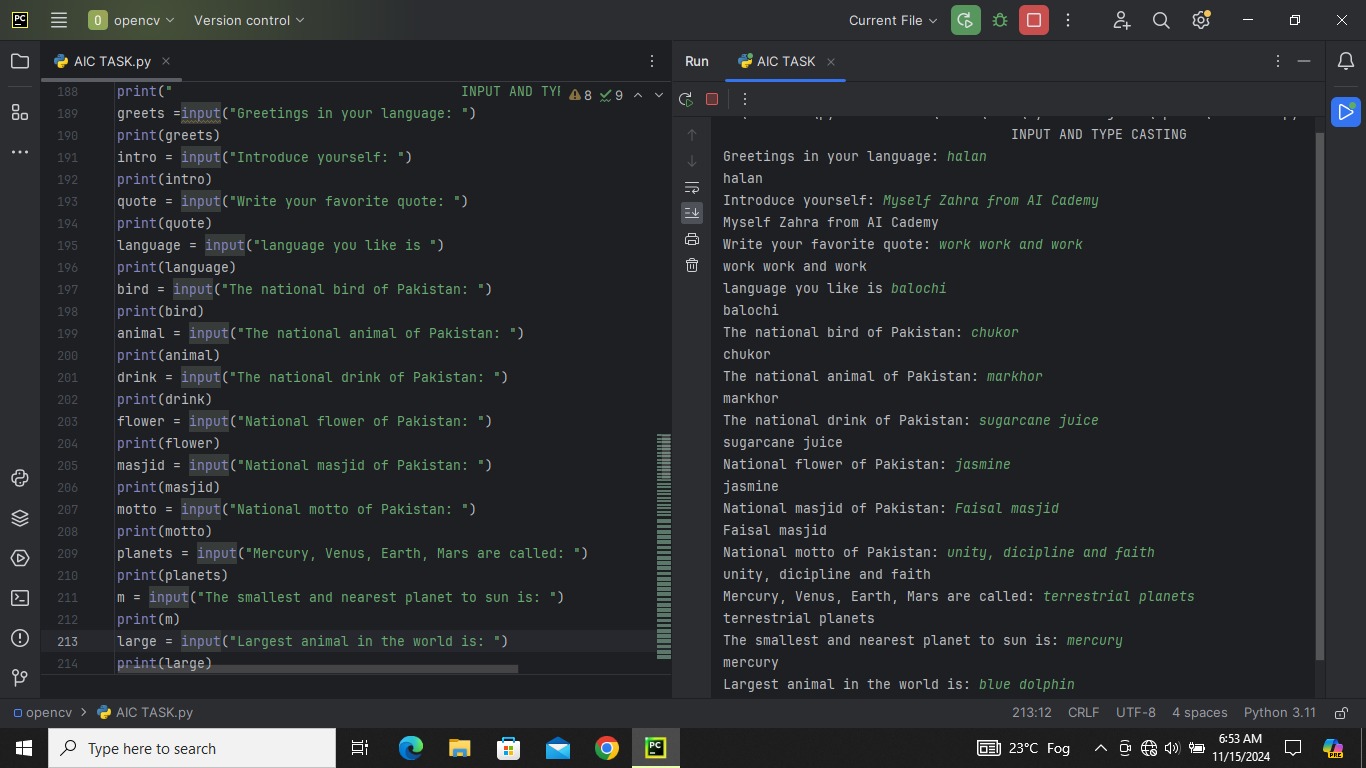 opencv
Version control
Current File
AIC TASK.py
188 print(" INPUT AND TYP
8 9
189 greets =input("Greetings in your language: ")
190 print(greets)
191 intro = input("Introduce yourself: ")
192 print(intro)
193 quote = input("Write your favorite quote: ")
194 print(quote)
195 language = input("language you like is ")
196 print(language)
197 bird = input("The national bird of Pakistan: ")
198 print(bird)
199 animal = input("The national animal of Pakistan: ")
200 print(animal)
201 drink = input("The national drink of Pakistan: ")
202 print(drink)
203 flower = input("National flower of Pakistan: ")
204 print(flower)
205 masjid = input("National masjid of Pakistan: ")
206 print(masjid)
207 motto = input("National motto of Pakistan: ")
208 print(motto)
209 planets = input("Mercury, Venus, Earth, Mars are called: ")
210 print(planets)
211 m = input("The smallest and nearest planet to sun is: ")
212 print(m)
213 large = input("Largest animal in the world is: ")
214 print(large)
Run
AIC TASK
INPUT AND TYPE CASTING
Greetings in your language: halan
halan
Introduce yourself: Myself Zahra from AI Cademy
Myself Zahra from AI Cademy
Write your favorite quote: work work and work
work work and work
language you like is balochi
balochi
The national bird of Pakistan: chukor
chukor
The national animal of Pakistan: markhor
markhor
The national drink of Pakistan: sugarcane juice
sugarcane juice
National flower of Pakistan: jasmine
jasmine
National masjid of Pakistan: Faisal masjid
Faisal masjid
National motto of Pakistan: unity, dicipline and faith
unity, dicipline and faith
Mercury, Venus, Earth, Mars are called: terrestrial planets
terrestrial planets
The smallest and nearest planet to sun is: mercury
mercury
Largest animal in the world is: blue dolphin
opencv
AIC TASK.py
213:12 CRLF UTF-8 4 spaces Python 3.11
Type here to search
23°C Fog
6:53 AM
11/15/2024